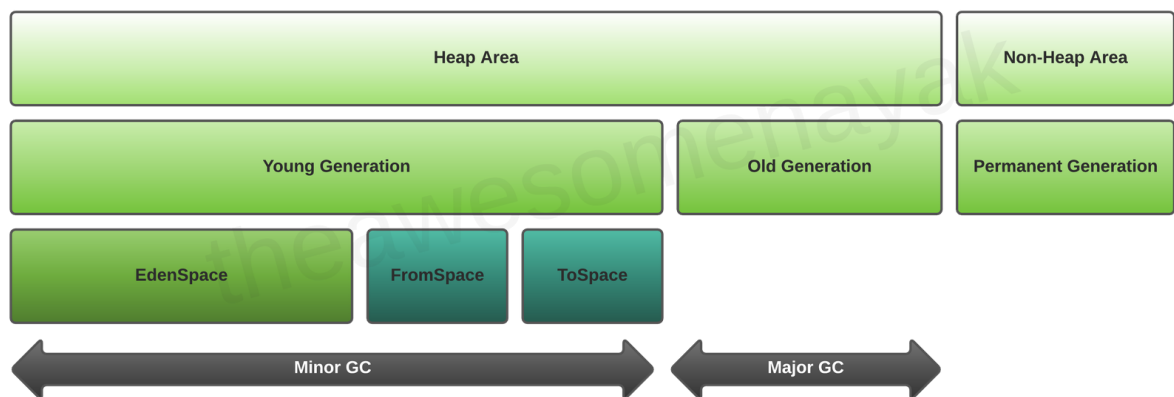 Heap Area
Non-Heap Area
Young Generation
Old Generation
Permanent Generation
EdenSpace
FromSpace
ToSpace
Minor GC
Major GC
theawesomenayak